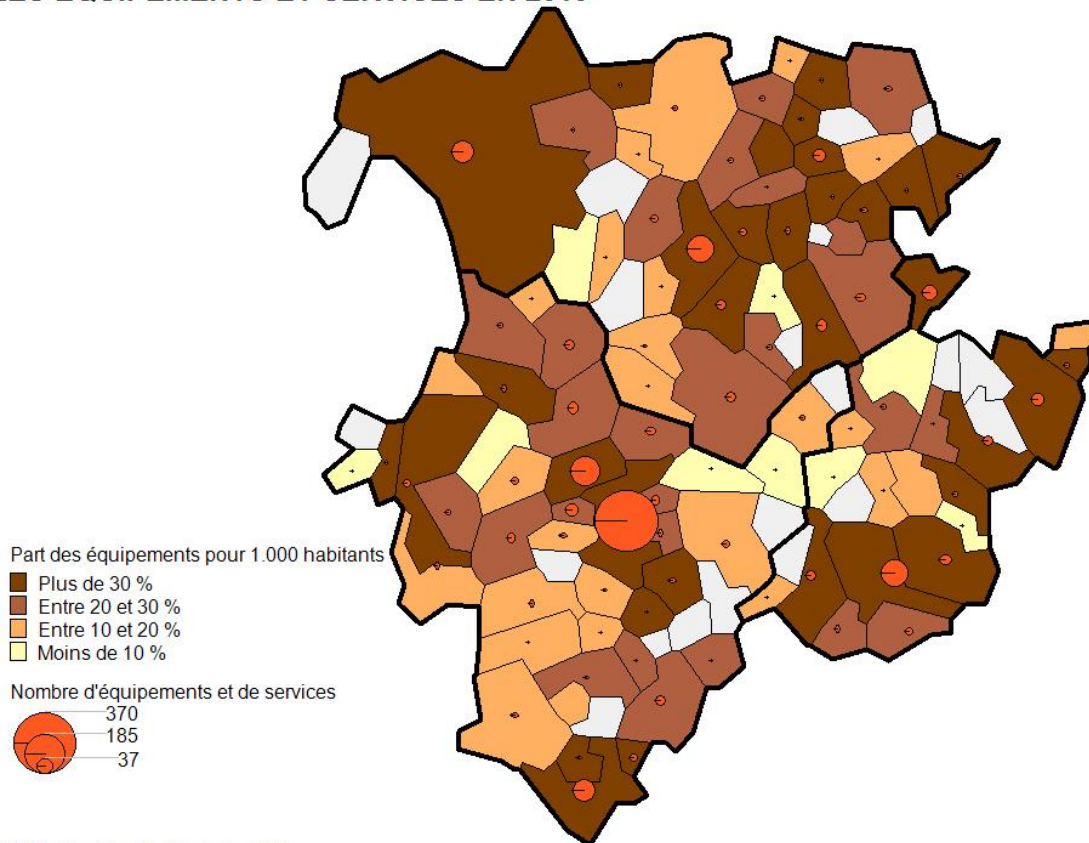 Part des équipements pour 1.000 habitants
Plus de 30 %
Entre 20 et 30 %
Entre 10 et 20 %
Moins de 10 %
Nombre d'équipements et de services
370
185
37